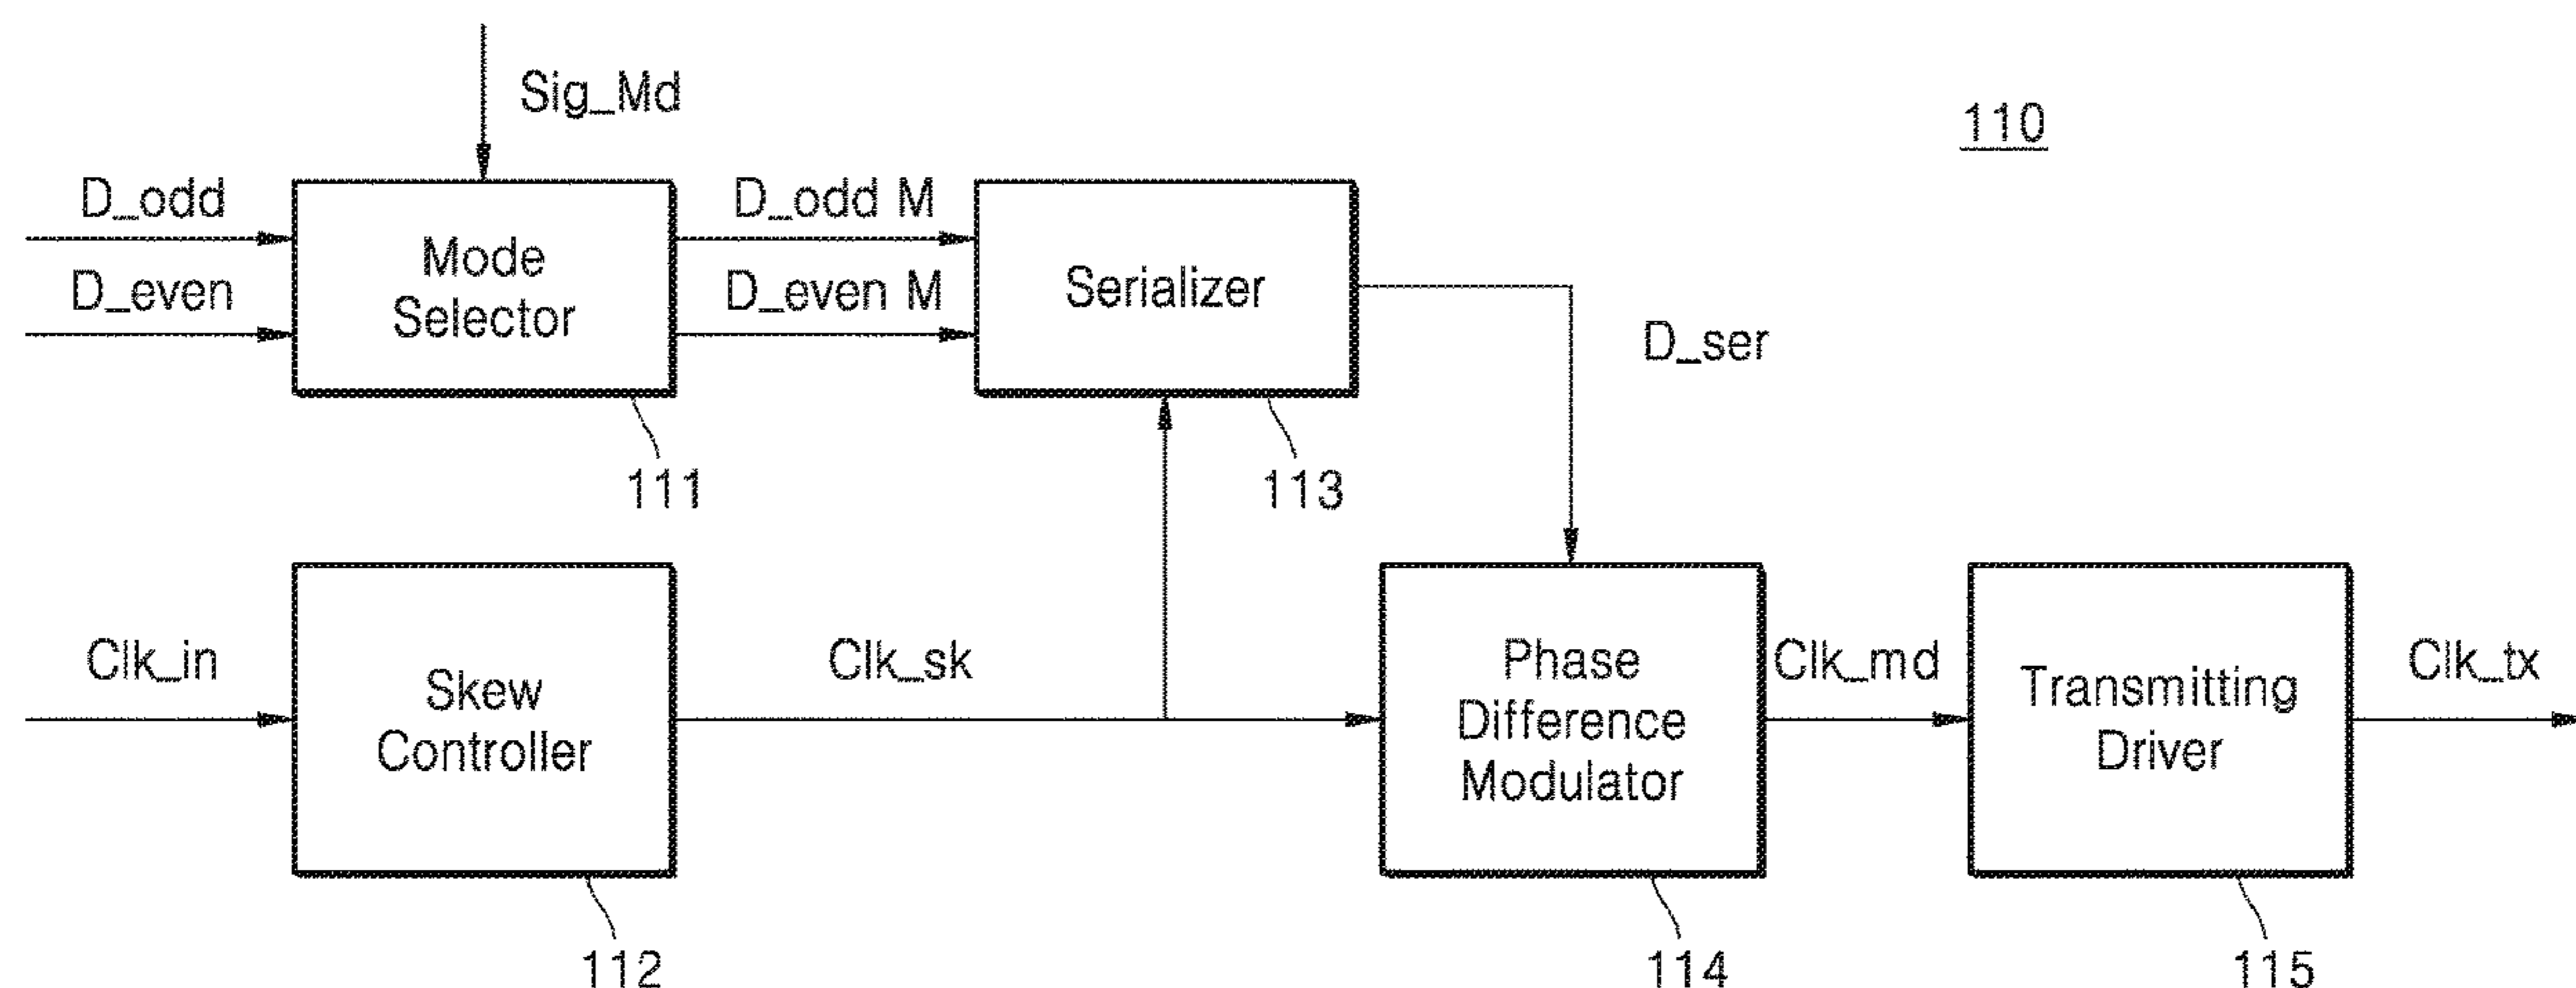 Sig_Md
110
D_odd
D_odd M
Mode
Selector
Serializer
D_even
D_even M
D_ser
111
113
Clk_in
Skew
Controller
Clk_sk
Phase
Difference
Modulator
Clk_md
Transmitting
Driver
Clk_tx
112
114
115